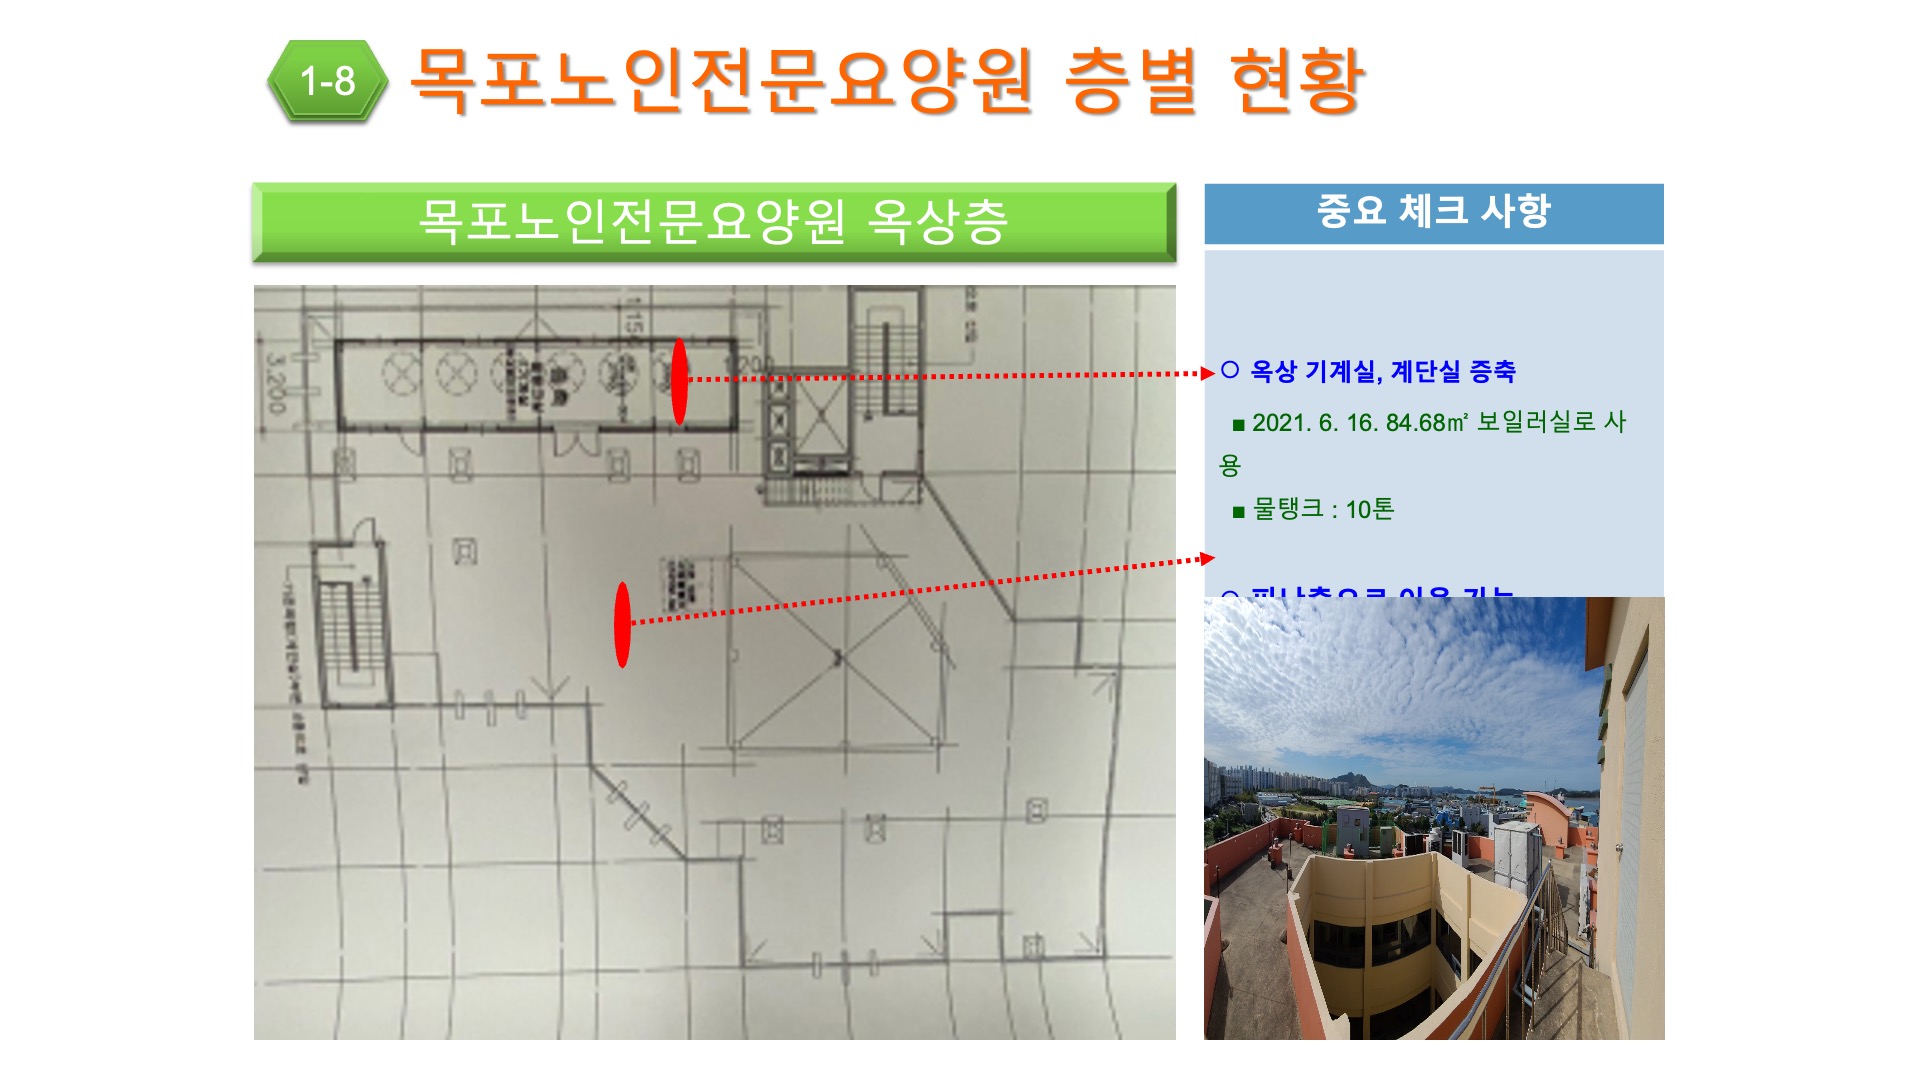 1-8
목포노인전문요양원 층별 현황
목포노인전문요양원 옥상층
중요 체크 사항
○ 옥상 기계실, 계단실 증축
■ 2021. 6. 16. 84.68㎡ 보일러실로 사
용
■ 물탱크 : 10톤
3,200